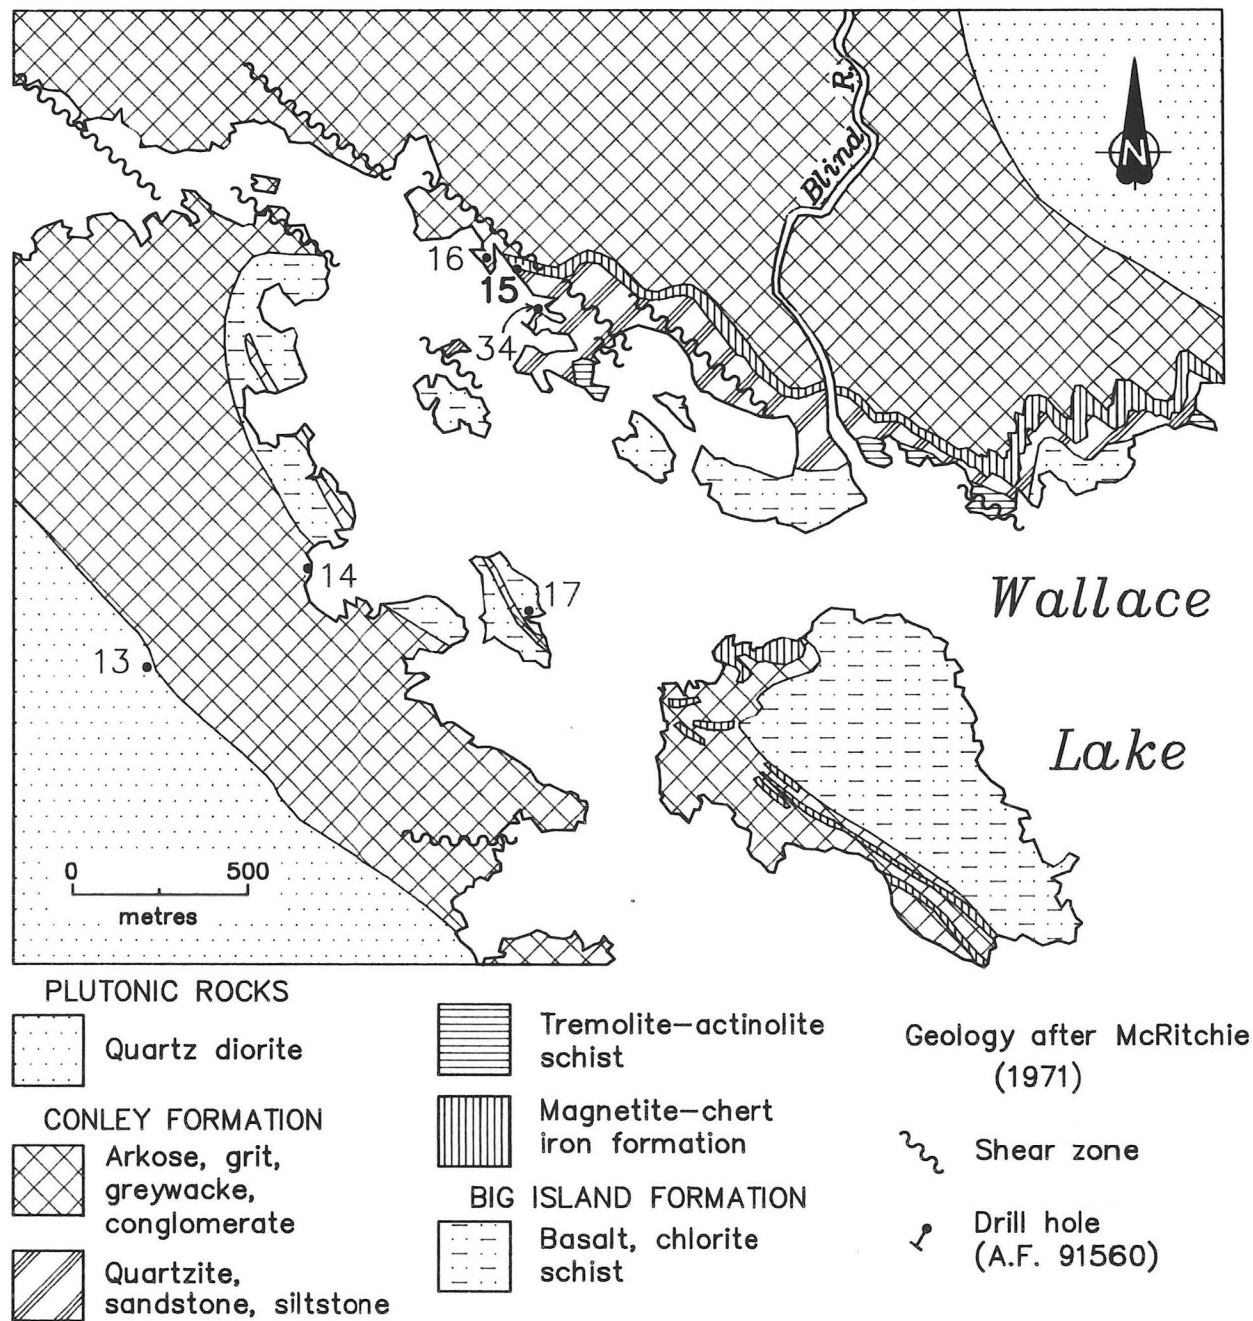 Blind R.
N
16
15
34
14
17
13
Wallace
Lake
0 500
metres
PLUTONIC ROCKS
Quartz diorite
CONLEY FORMATION
Arkose, grit,
greywacke,
conglomerate
Quartzite,
sandstone, siltstone
Tremolite-actinolite
schist
Magnetite-chert
iron formation
BIG ISLAND FORMATION
Basalt, chlorite
schist
Geology after McRitchie
(1971)
Shear zone
Drill hole
(A.F. 91560)